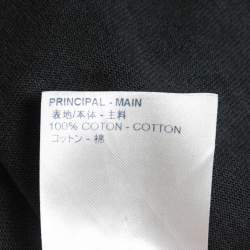 PRINCIPAL - MAIN
表地/本体 - 主料
100% COTON - COTTON
コットン - 棉